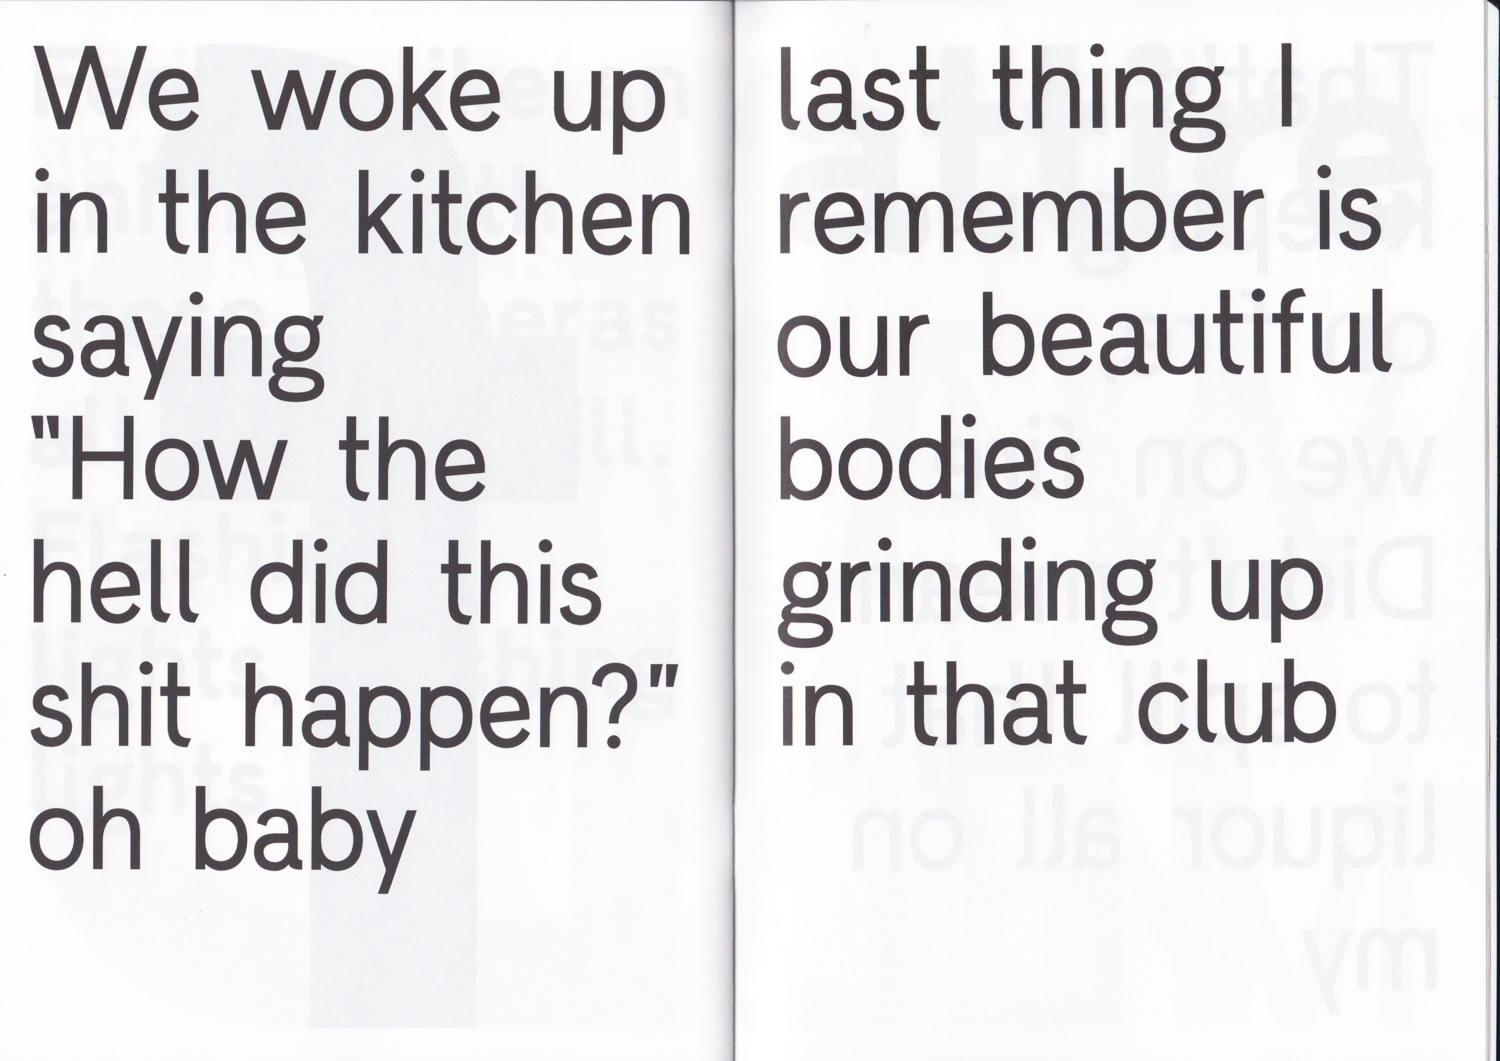 We woke up
in the kitchen
saying
"How the
hell did this
shit happen?"
oh baby
last thing I
remember is
our beautiful
bodies
grinding up
in that club